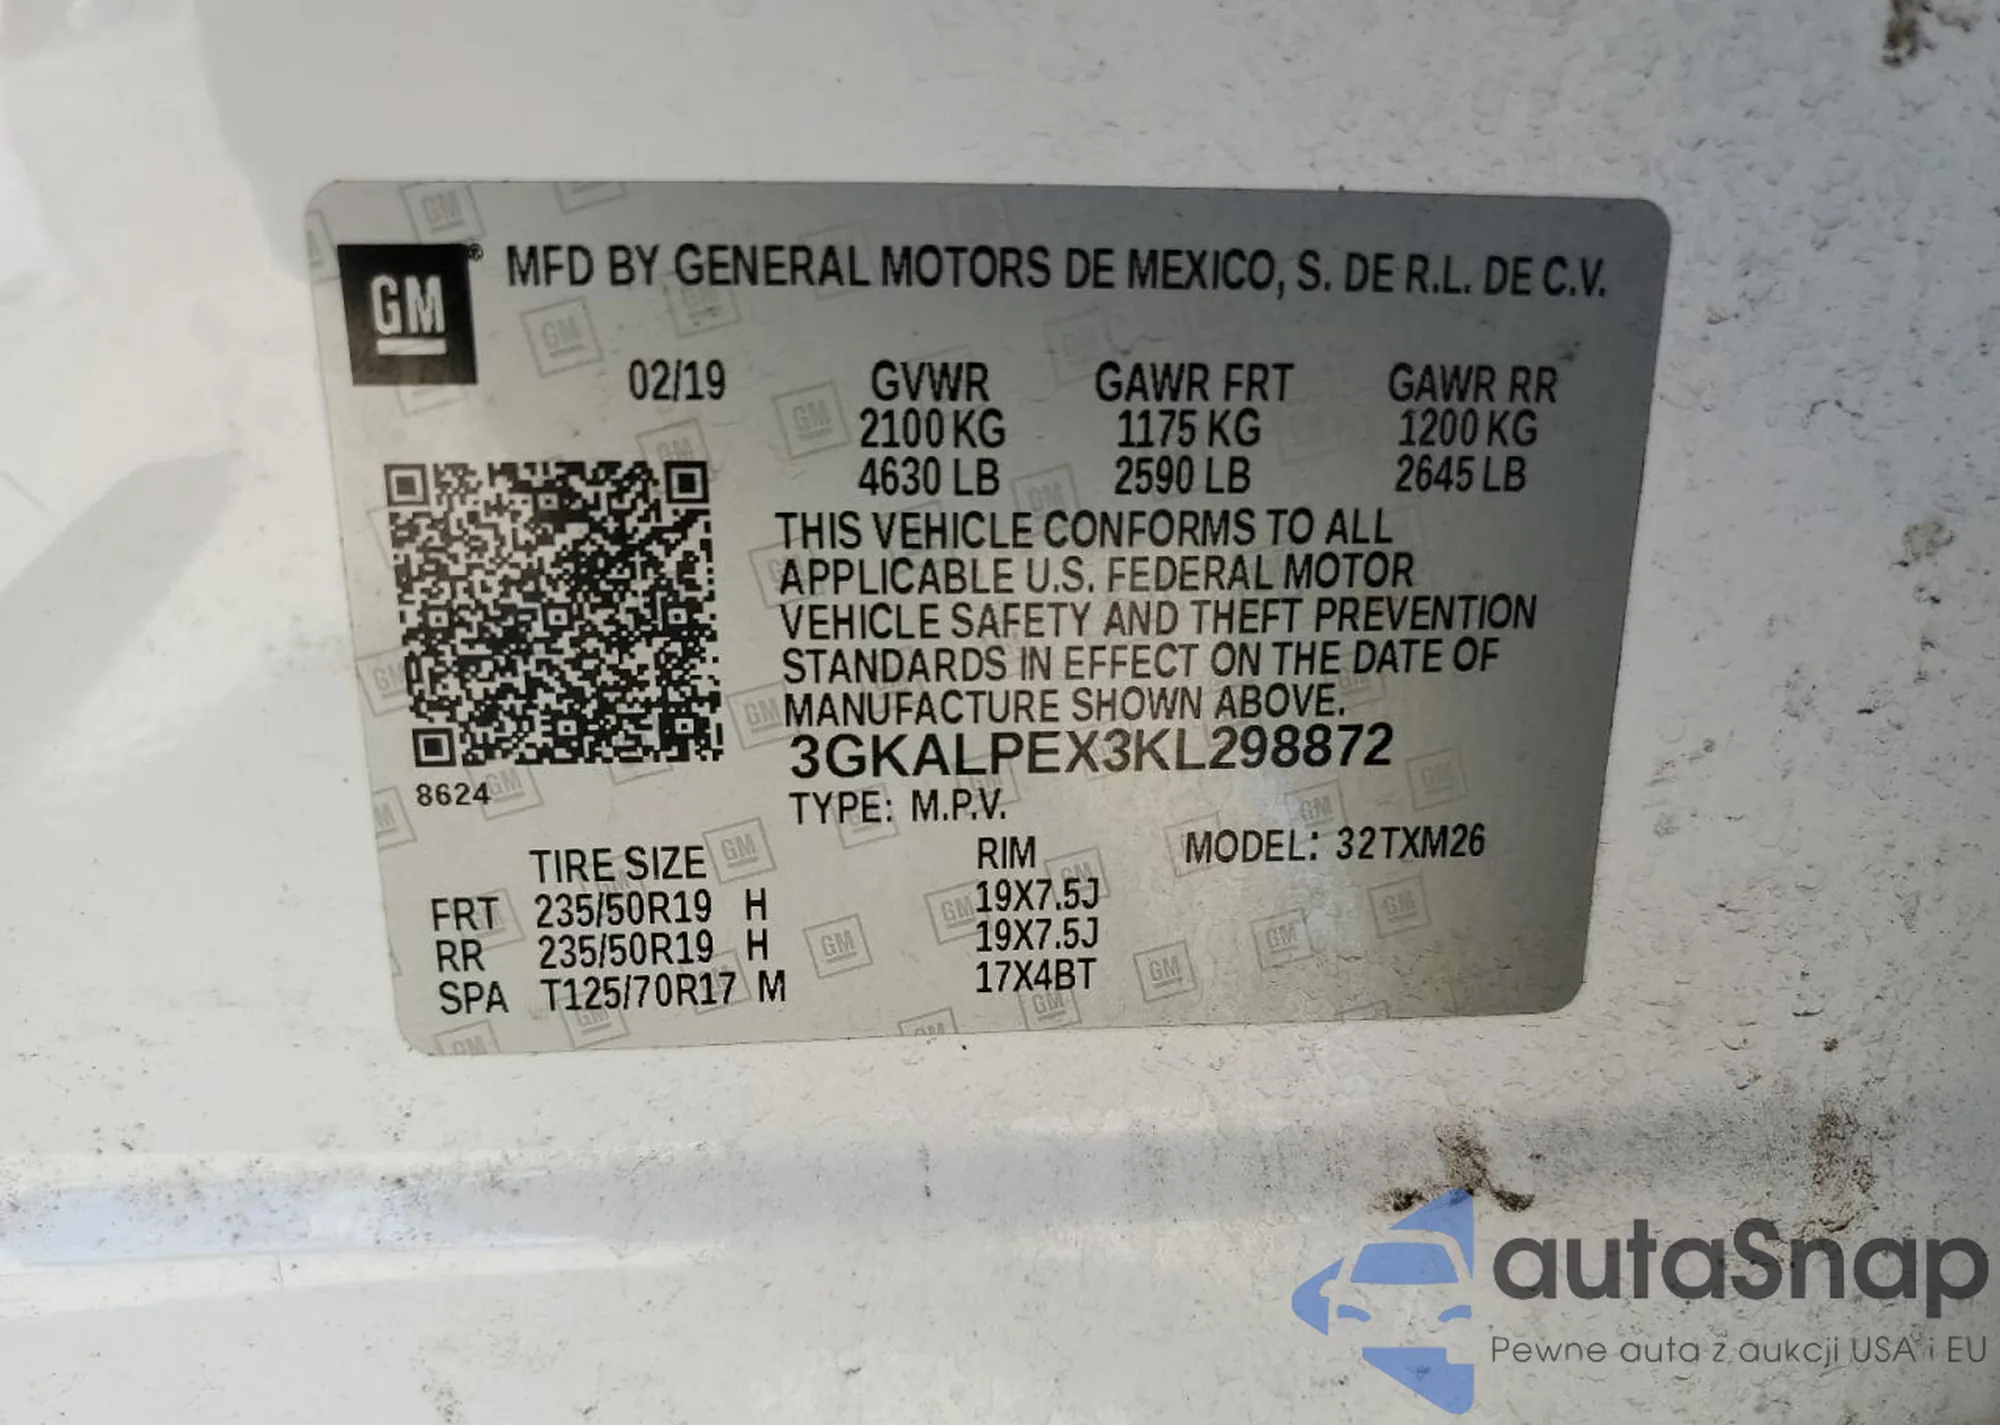 GM® MFD BY GENERAL MOTORS DE MEXICO, S. DE R.L. DE C.V.
02/19 GVWR GAWR FRT GAWR RR
2100 KG 1175 KG 1200 KG
4630 LB 2590 LB 2645 LB
THIS VEHICLE CONFORMS TO ALL
APPLICABLE U.S. FEDERAL MOTOR
VEHICLE SAFETY AND THEFT PREVENTION
STANDARDS IN EFFECT ON THE DATE OF
MANUFACTURE SHOWN ABOVE.
3GKALPEX3KL298872
8624
TYPE: M.P.V.
TIRE SIZE RIM MODEL: 32TXM26
FRT 235/50R19 H 19X7.5J
RR 235/50R19 H 19X7.5J
SPA T125/70R17 M 17X4BT
autaSnap
Pewne auta z aukcji USA i EU